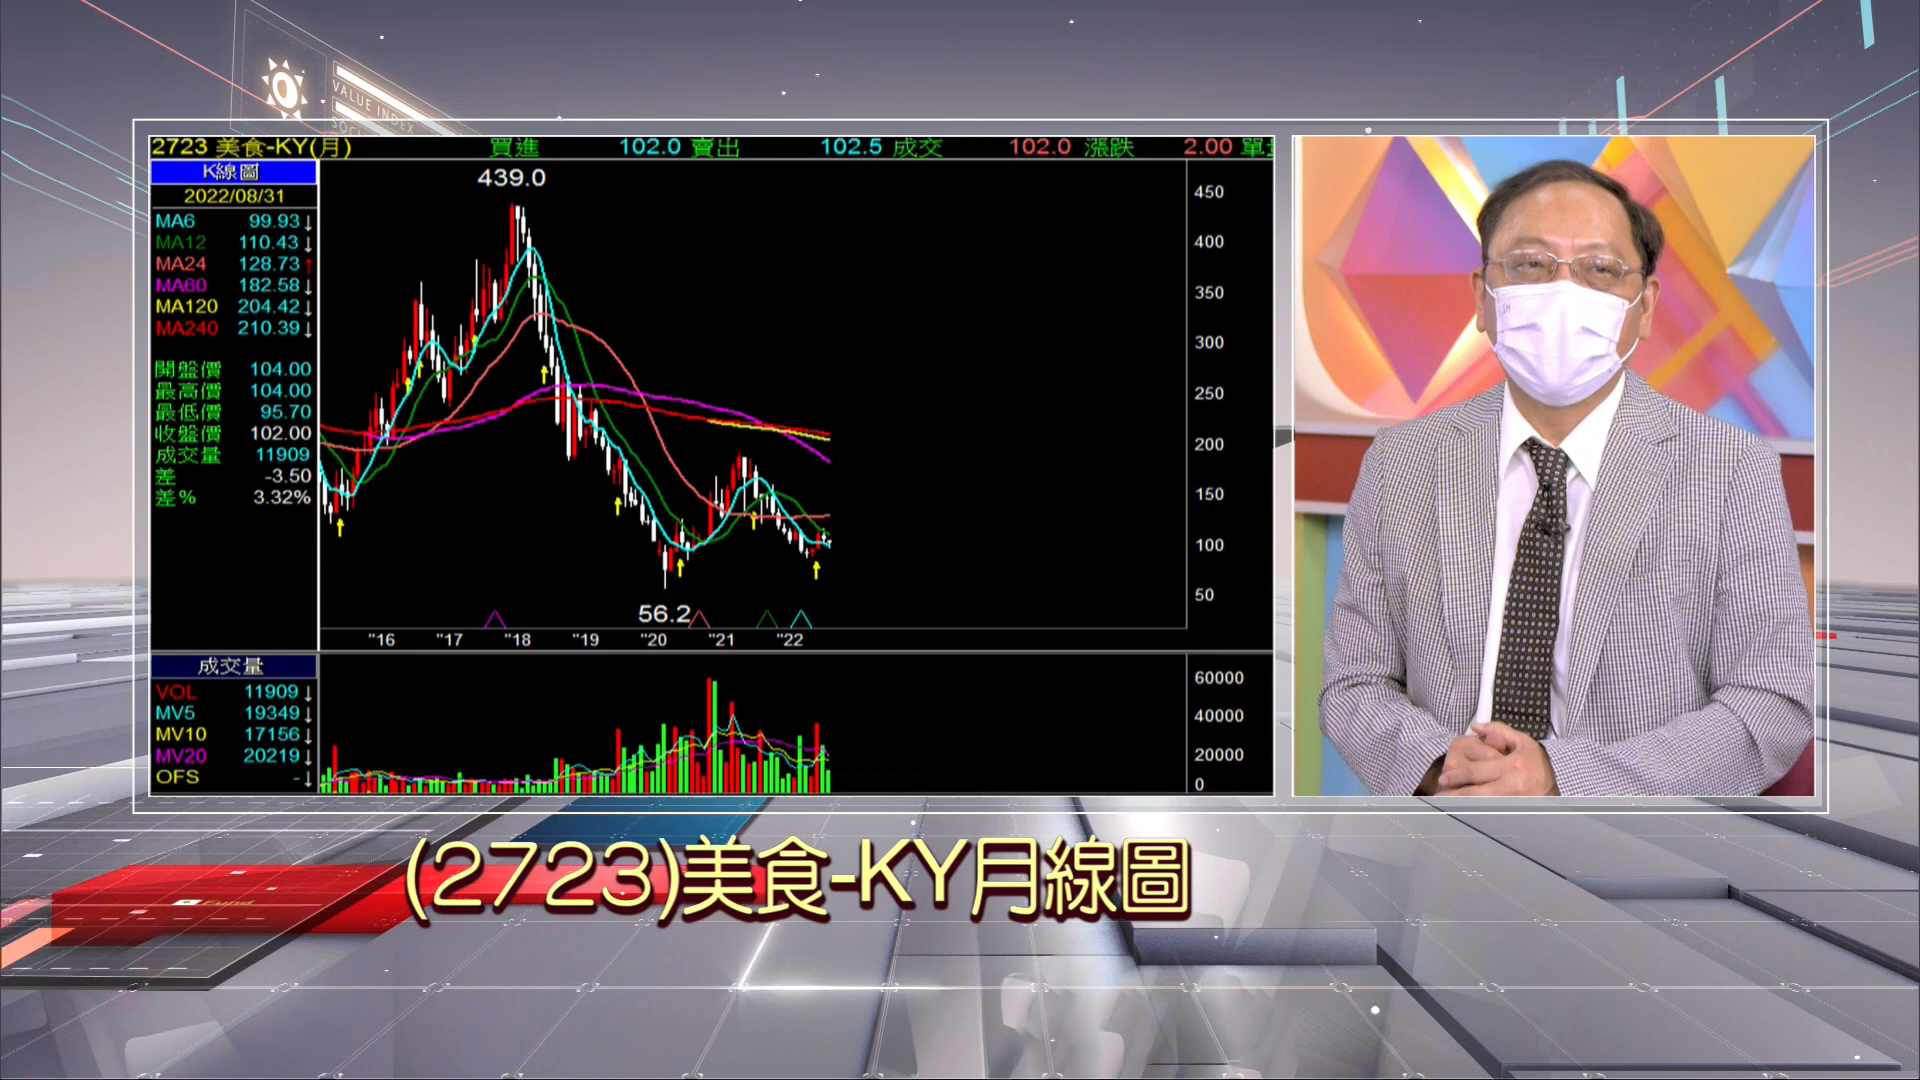 VALUE INDEX
2723 美食-KY(月) 買進 102.0 賣出 102.5 成交 102.0 漲跌 2.00
K線圖
2022/08/31
MA6 99.93↓
MA12 110.43↓
MA24 128.73↑
MA60 182.58↓
MA120 204.42↓
MA240 210.39↓
開盤價 104.00
最高價 104.00
最低價 95.70
收盤價 102.00
成交量 11909
差 -3.50
差% 3.32%
439.0
56.2
450
400
350
300
250
200
150
100
50
"16 "17 "18 "19 "20 "21 "22
成交量
VOL 11909↓
MV5 19349↓
MV10 17156↓
MV20 20219↓
OFS -↓
60000
40000
20000
0
Fund
(2723)美食-KY月線圖